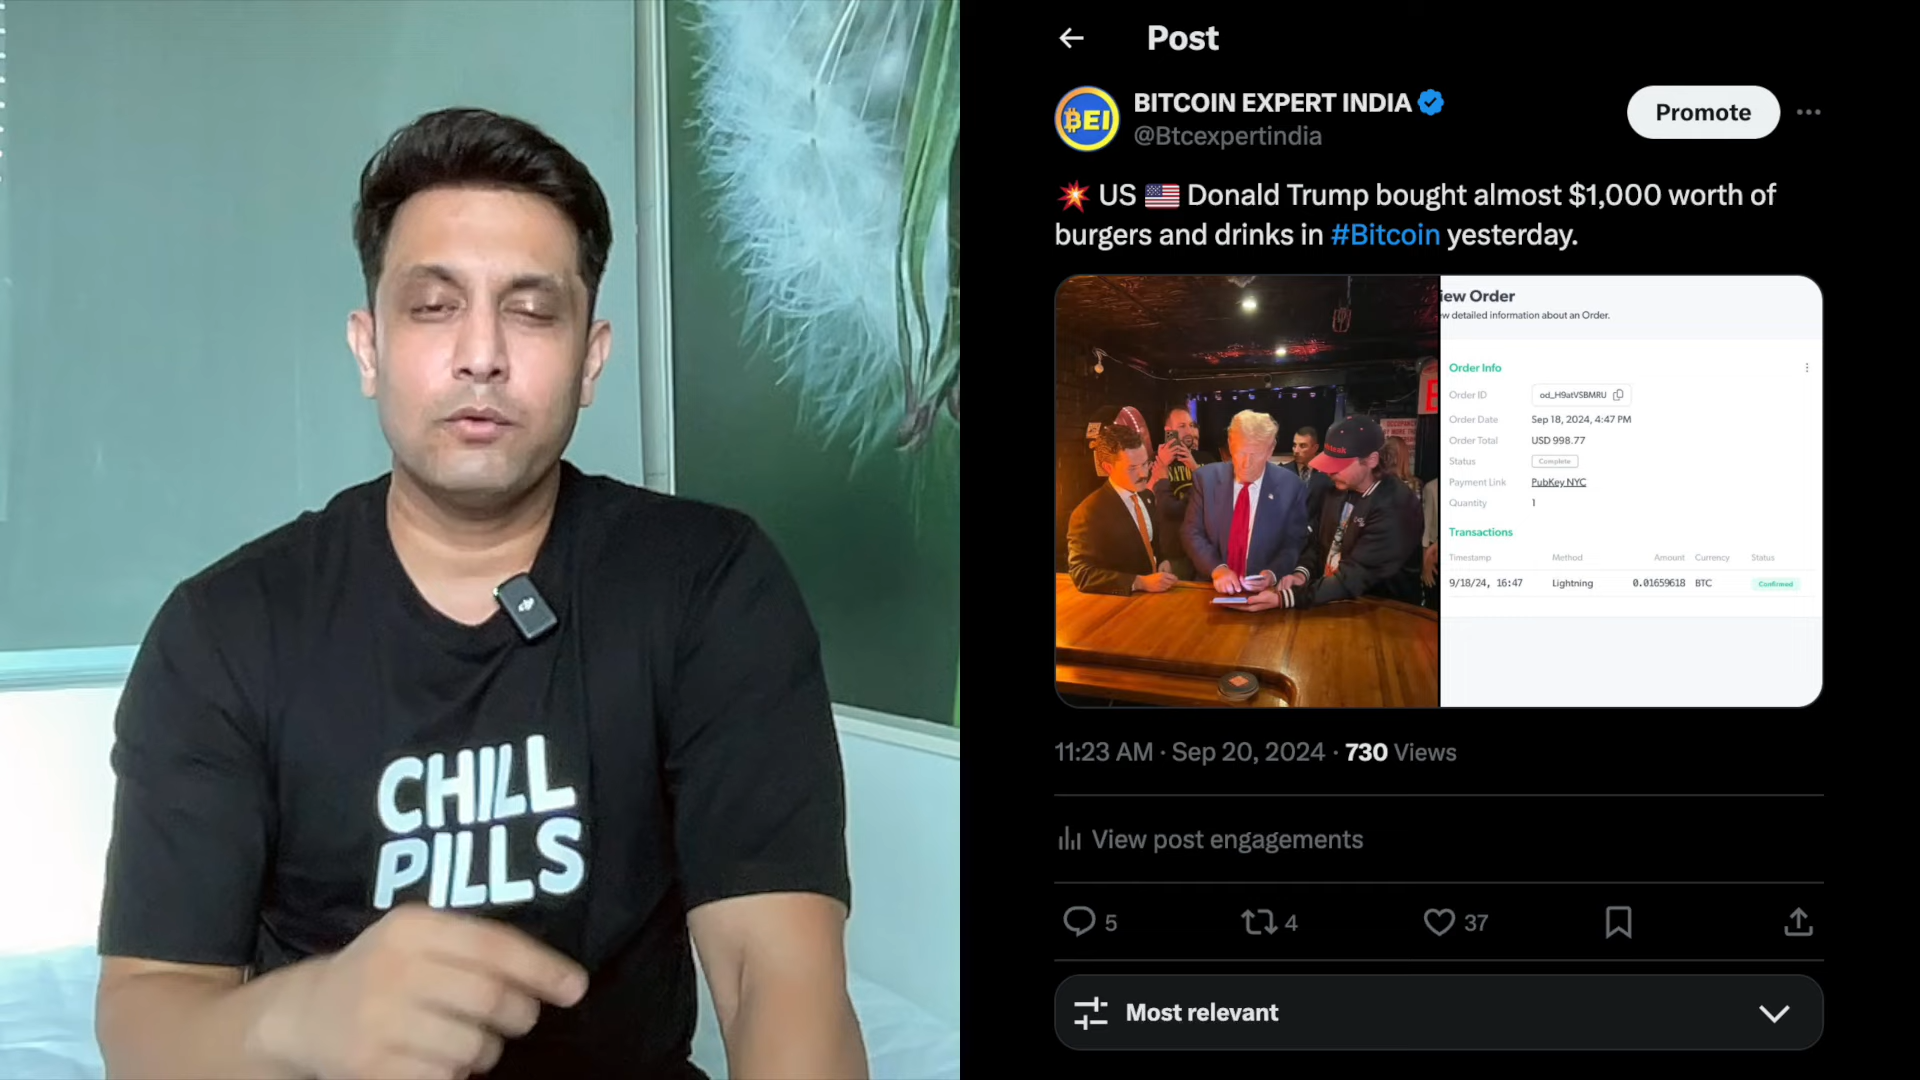 CHILL
PILLS
Post
BEI
BITCOIN EXPERT INDIA
@Btcexpertindia
Promote
💥 US 🇺🇸 Donald Trump bought almost $1,000 worth of
burgers and drinks in #Bitcoin yesterday.
iew Order
w detailed information about an Order.
Order Info
Order ID od_H9atVSBMRU
Order Date Sep 18, 2024, 4:47 PM
Order Total USD 998.77
Status Complete
Payment Link PubKey NYC
Quantity 1
Transactions
Timestamp Method Amount Currency Status
9/18/24, 16:47 Lightning 0.01659618 BTC Confirmed
11:23 AM · Sep 20, 2024 · 730 Views
View post engagements
5 4 37
Most relevant